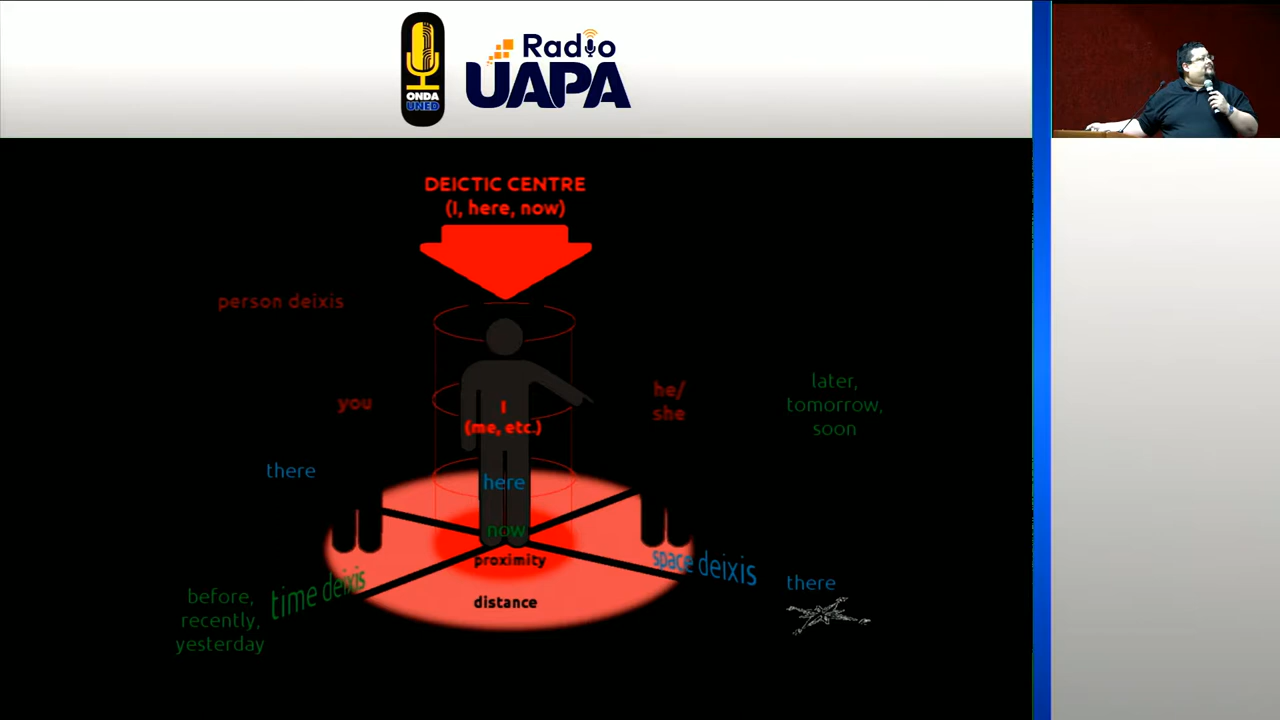 ONDA
UNED
Radio
UAPA
DEICTIC CENTRE
(I, here, now)
person deixis
you
I
(me, etc.)
he/
she
later,
tomorrow,
soon
there
here
now
proximity
distance
time deixis
space deixis
there
before,
recently,
yesterday